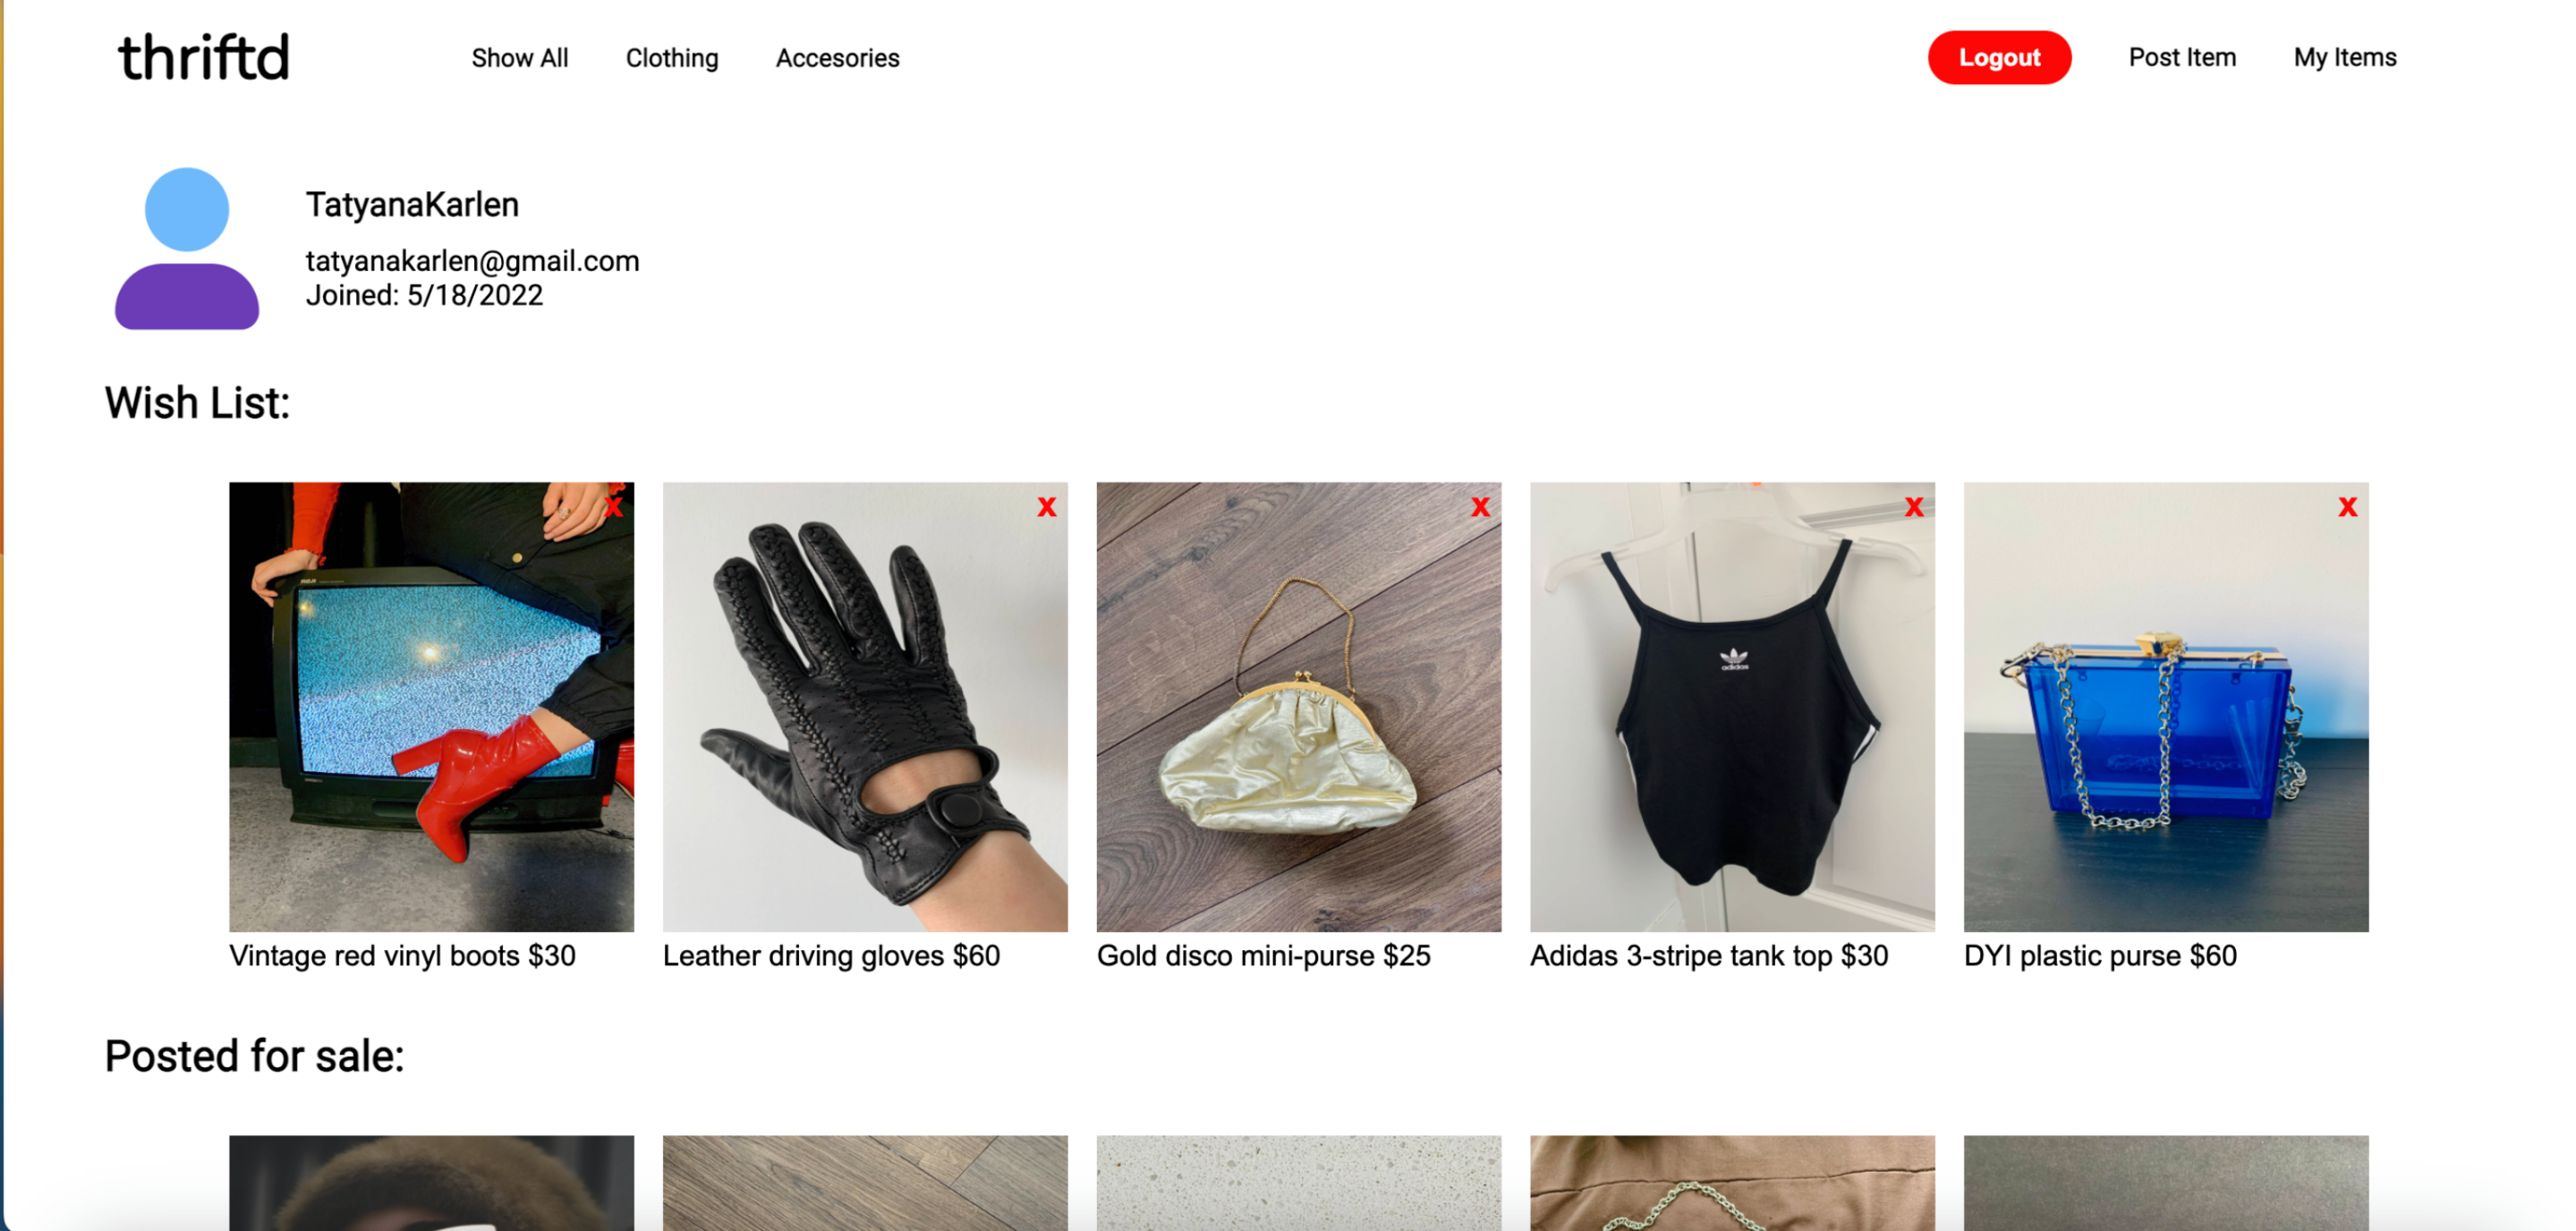 thriftd
Show All Clothing Accesories Logout Post Item My Items
TatyanaKarlen
tatyanakarlen@gmail.com
Joined: 5/18/2022
Wish List:
X X X X X
RCA
adidas
Vintage red vinyl boots $30
Leather driving gloves $60
Gold disco mini-purse $25
Adidas 3-stripe tank top $30
DYI plastic purse $60
Posted for sale: